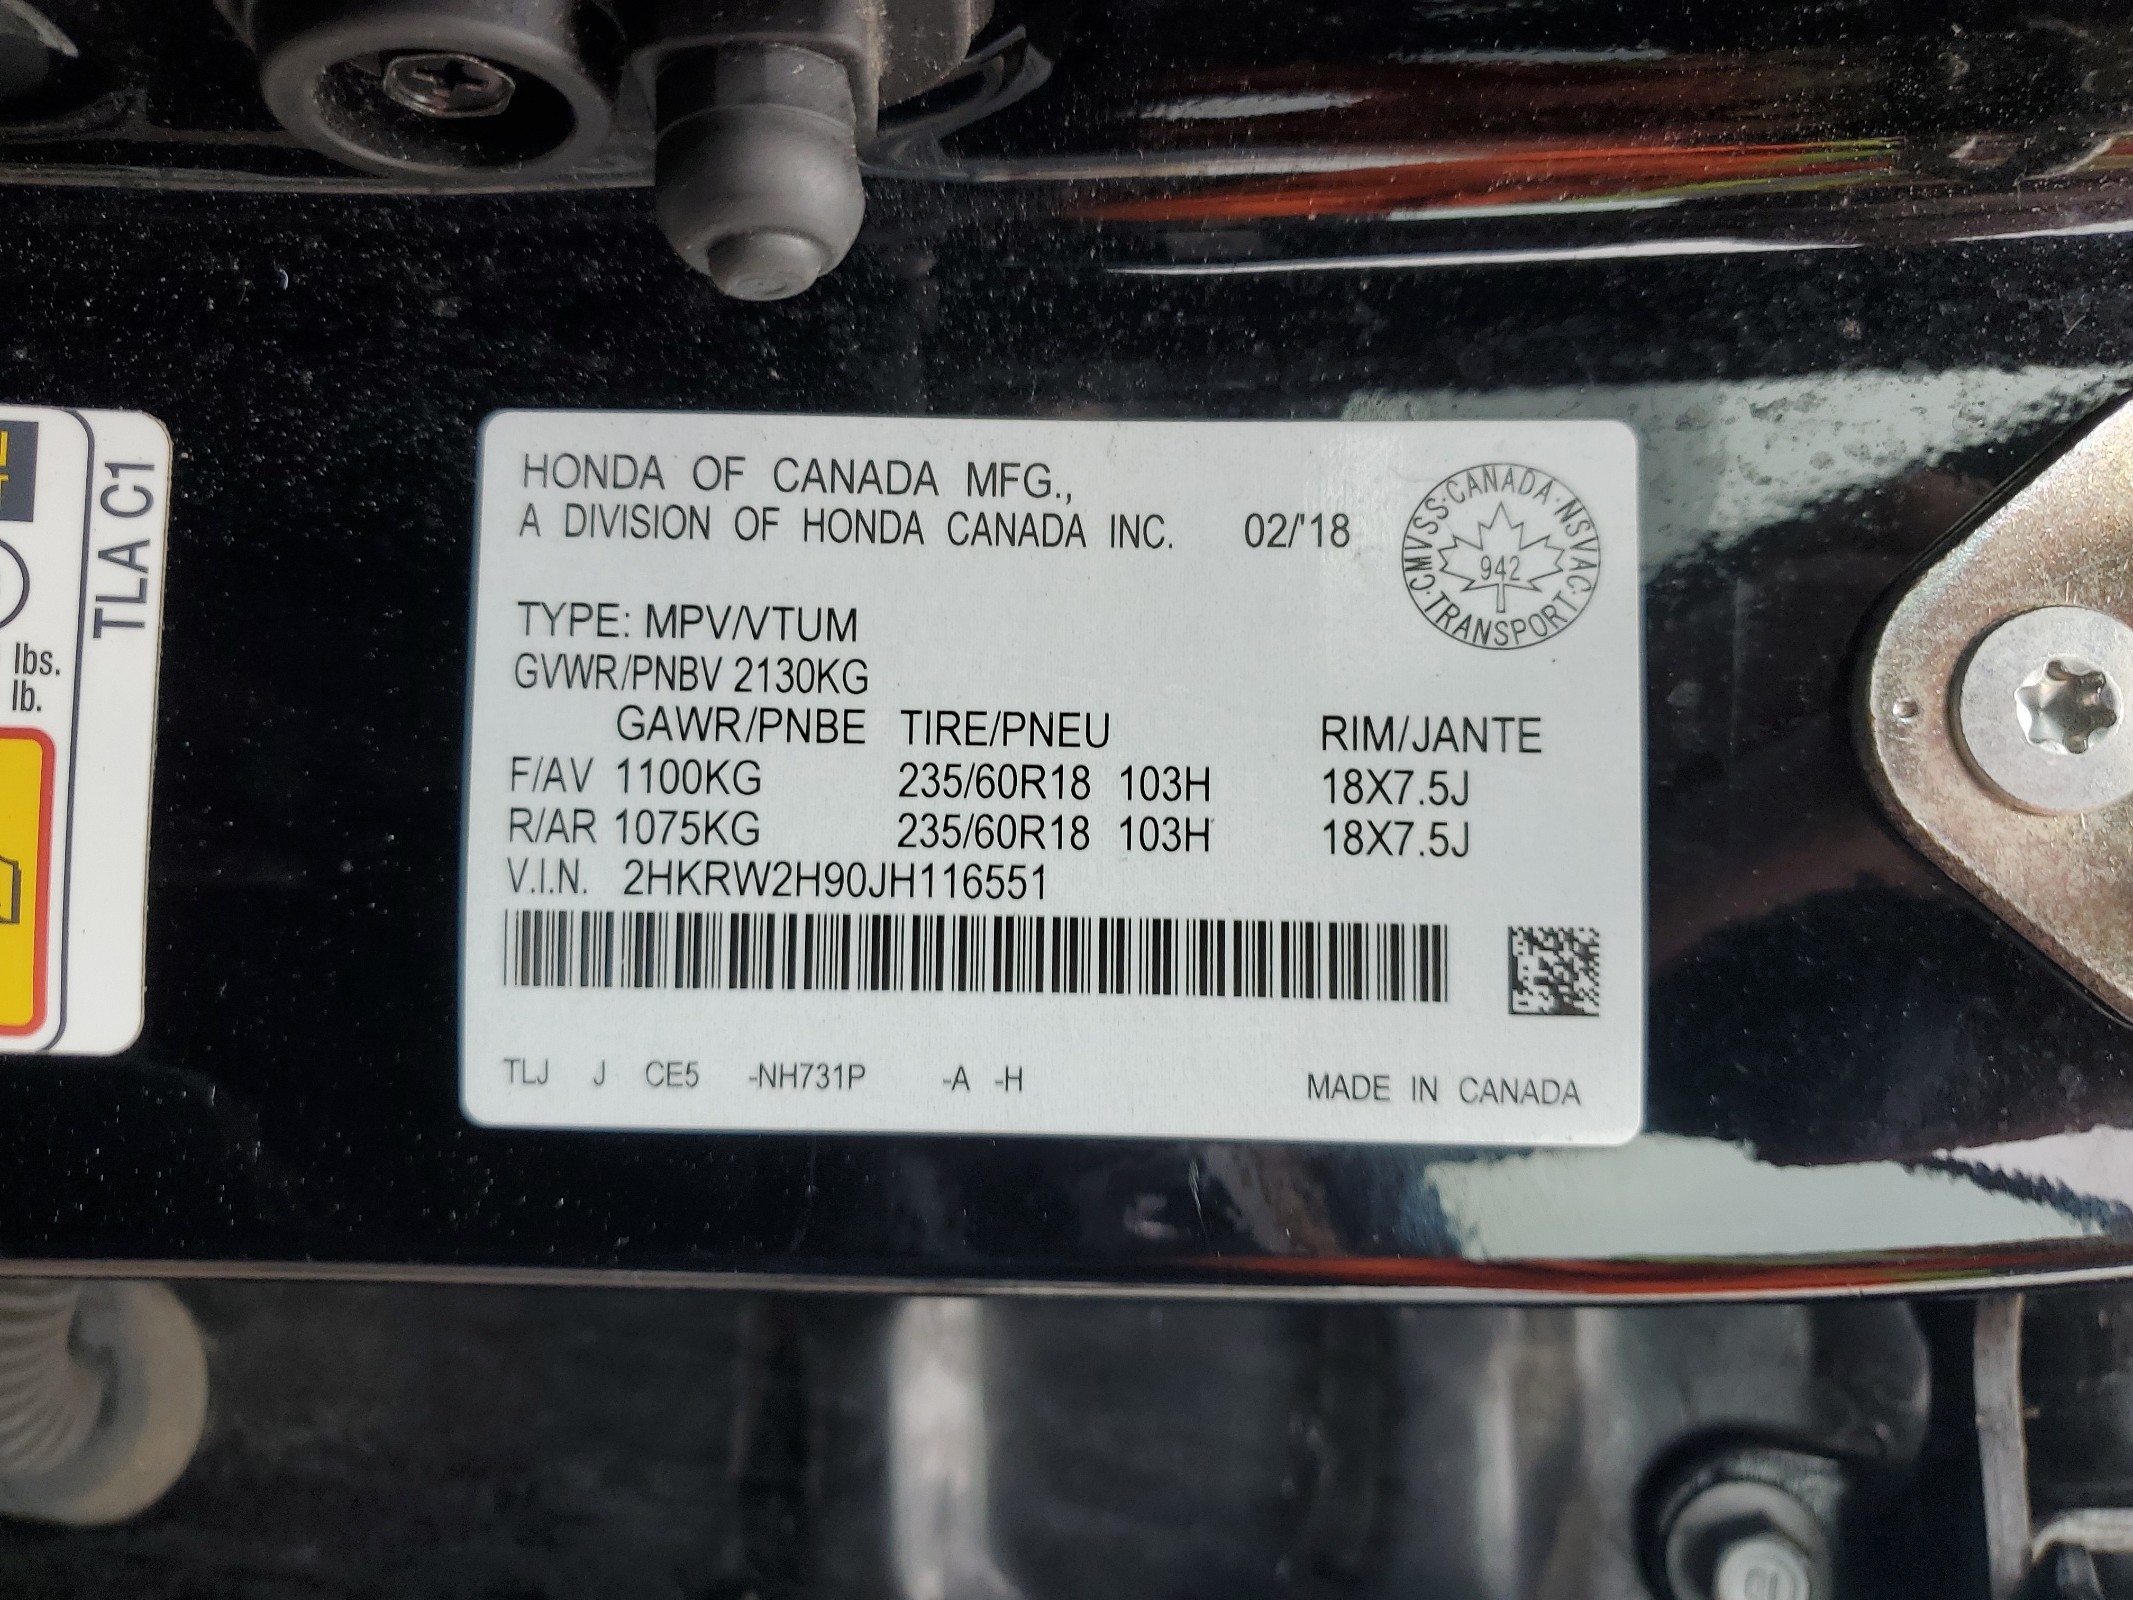 HONDA OF CANADA MFG.,
A DIVISION OF HONDA CANADA INC. 02/'18
CANADA · NSVAC · TRANSPORT · CMVSS ·
942
TYPE: MPV/VTUM
GVWR/PNBV 2130KG
GAWR/PNBE TIRE/PNEU RIM/JANTE
F/AV 1100KG 235/60R18 103H 18X7.5J
R/AR 1075KG 235/60R18 103H 18X7.5J
V.I.N. 2HKRW2H90JH116551
TLJ J CE5 -NH731P -A -H MADE IN CANADA
TLA C1
lbs.
lb.